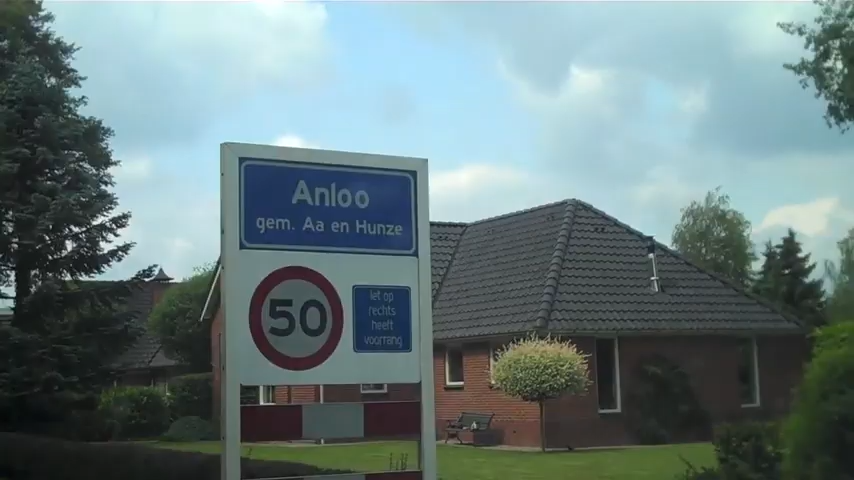 Anloo
gem. Aa en Hunze
50
let op
rechts
heeft
voorrang